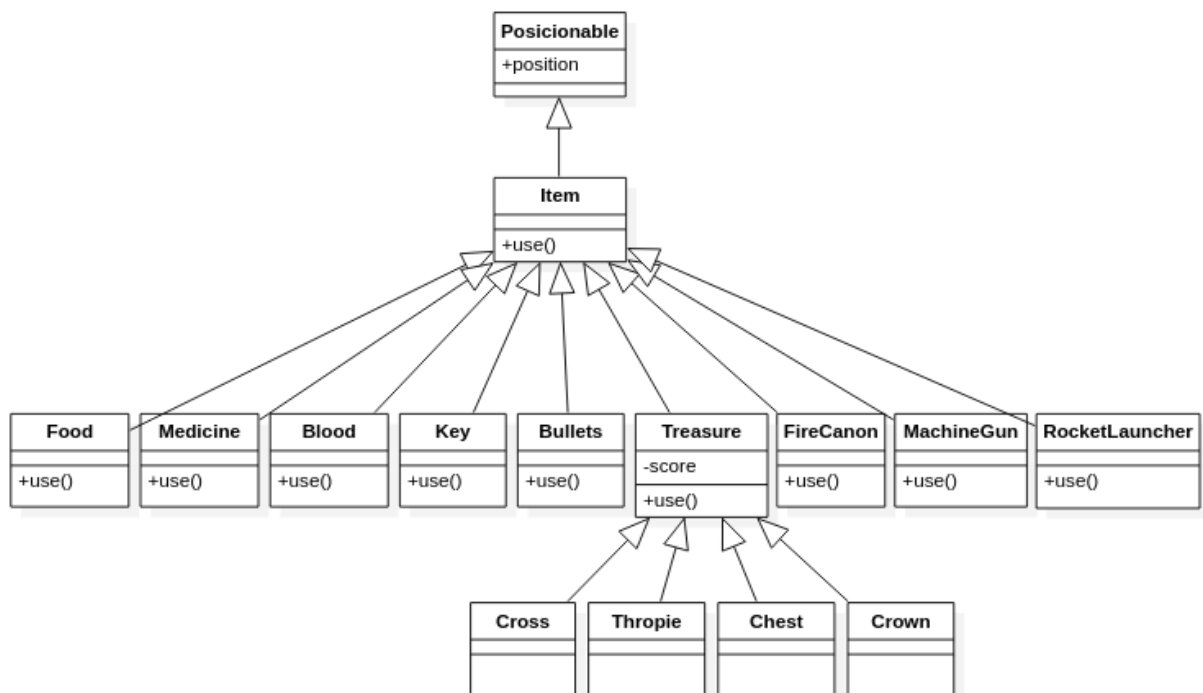 Posicionable
+position
Item
+use()
Food
+use()
Medicine
+use()
Blood
+use()
Key
+use()
Bullets
+use()
Treasure
-score
+use()
FireCanon
+use()
MachineGun
+use()
RocketLauncher
+use()
Cross
Thropie
Chest
Crown